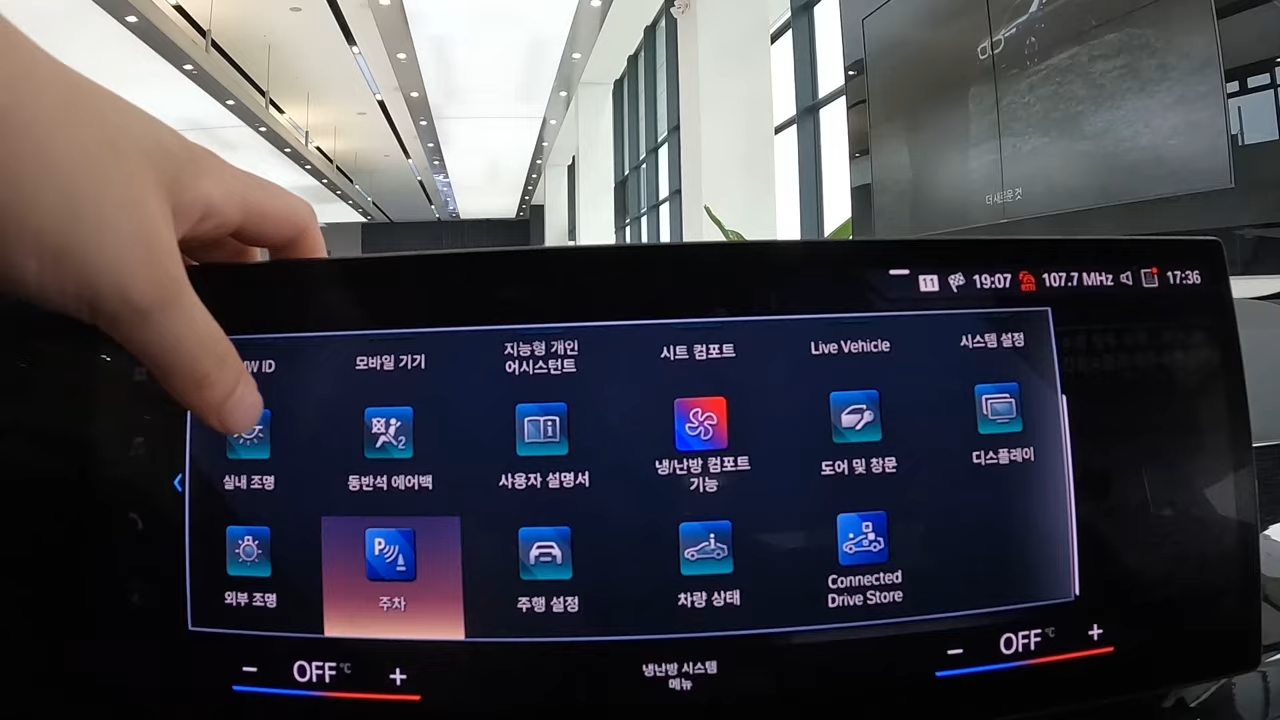 더 새로운 것
11 19:07 107.7 MHz 17:36
W ID
모바일 기기
지능형 개인
어시스턴트
시트 컴포트
Live Vehicle
시스템 설정
실내 조명
동반석 에어백
사용자 설명서
냉/난방 컴포트
기능
도어 및 창문
디스플레이
외부 조명
주차
주행 설정
차량 상태
Connected
Drive Store
− OFF °C +
냉난방 시스템
메뉴
− OFF °C +